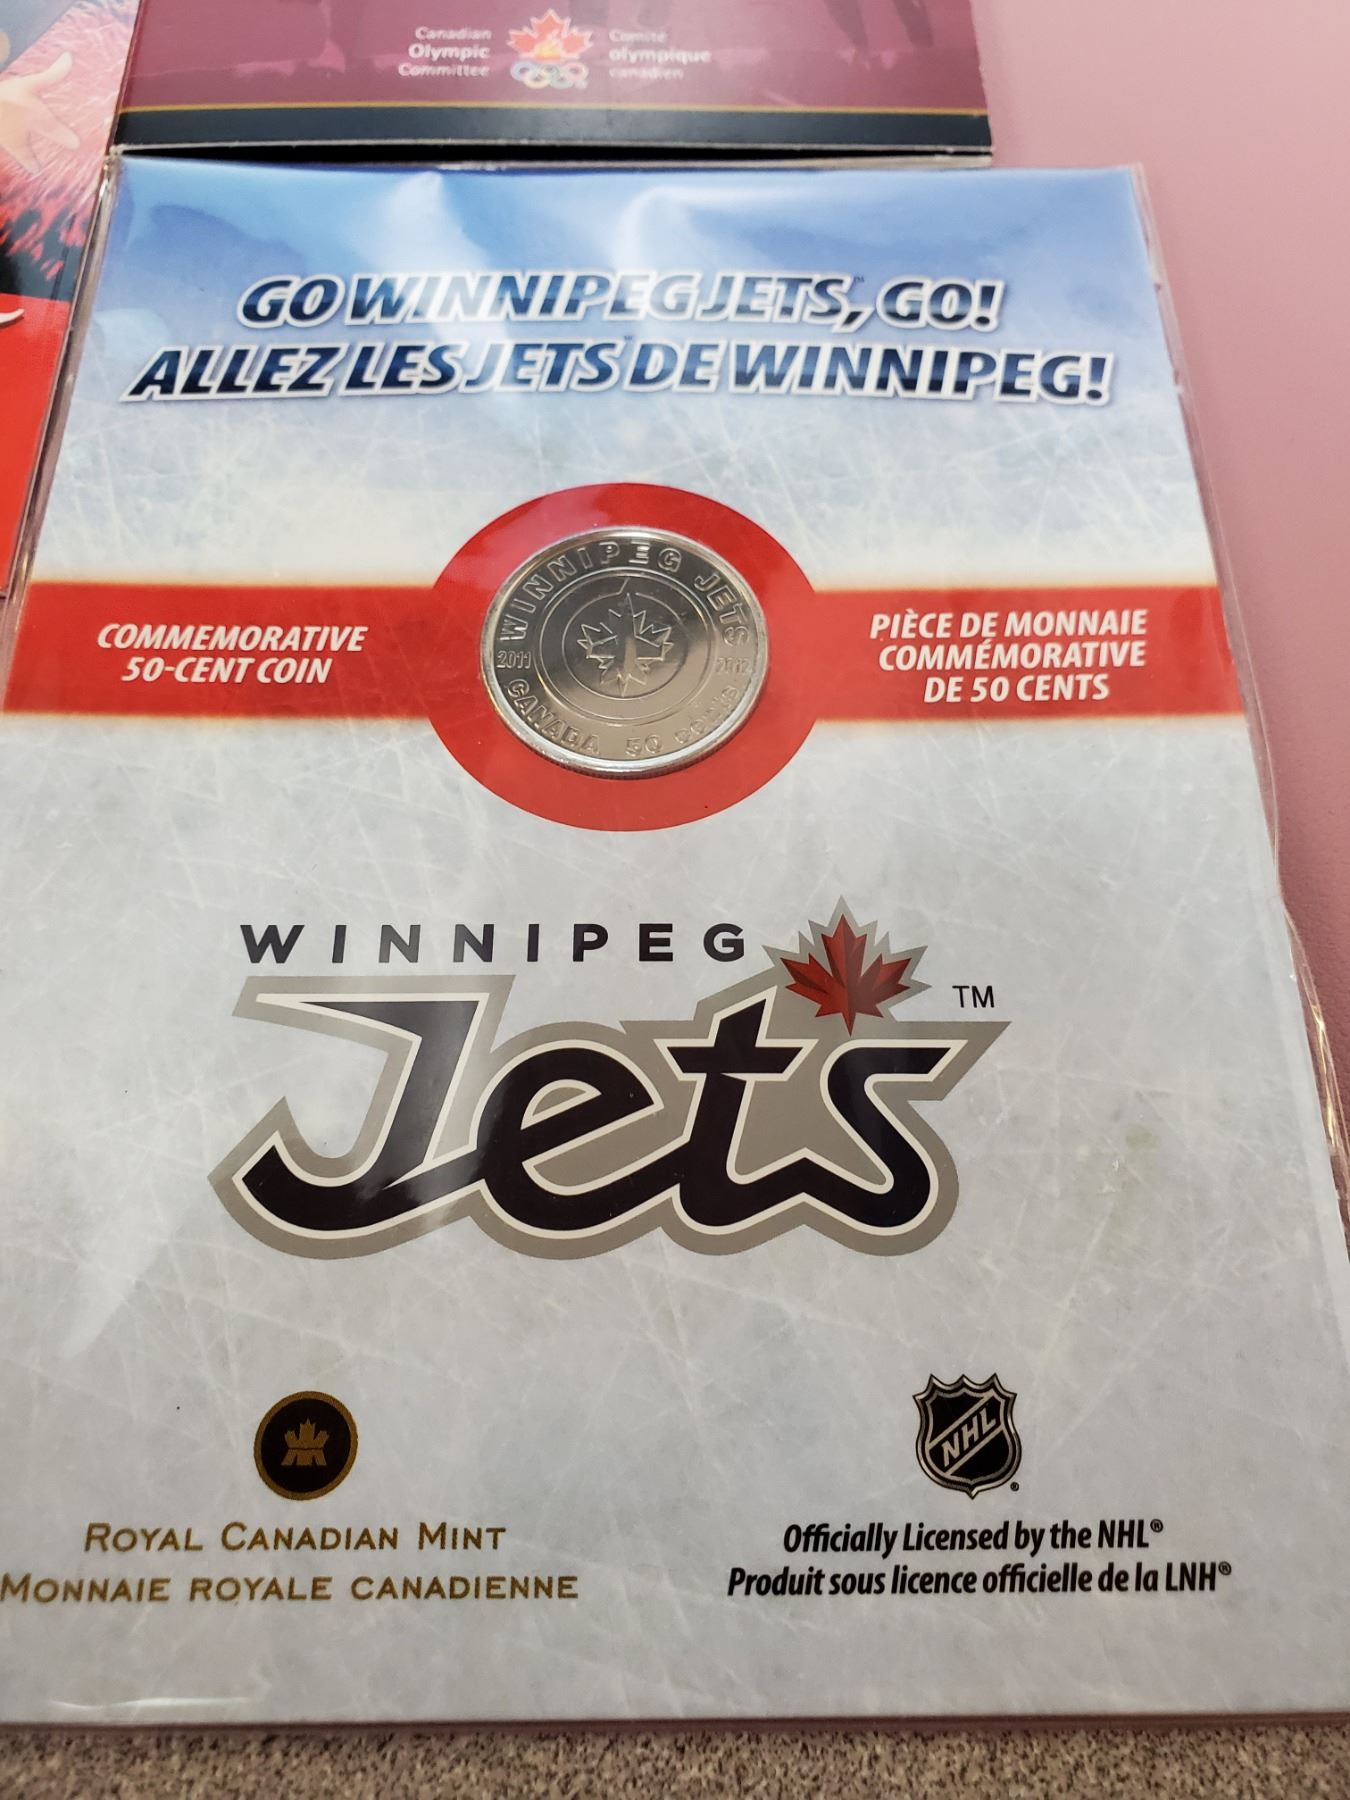 Canadian
Olympic
Committee
Comité
olympique
canadien
GO WINNIPEG JETS™, GO!
ALLEZ LES JETS™ DE WINNIPEG!
COMMEMORATIVE
50-CENT COIN
WINNIPEG JETS
2011 2012
CANADA 50 CENTS
PIÈCE DE MONNAIE
COMMÉMORATIVE
DE 50 CENTS
WINNIPEG
Jets TM
ROYAL CANADIAN MINT
MONNAIE ROYALE CANADIENNE
NHL ®
Officially Licensed by the NHL®
Produit sous licence officielle de la LNH®